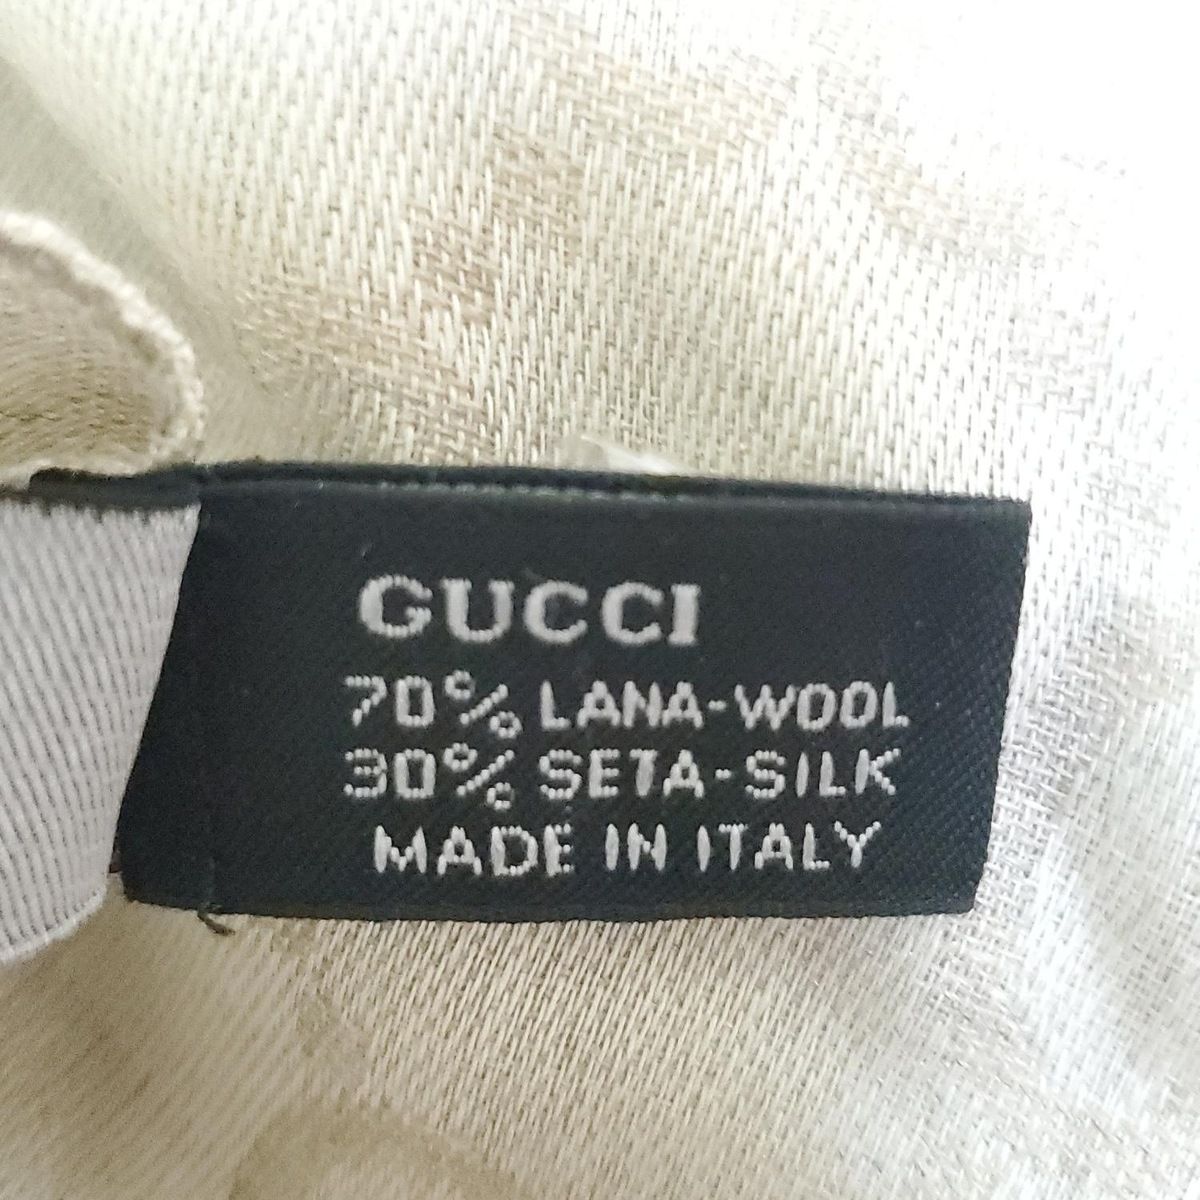 GUCCI
70% LANA-WOOL
30% SETA-SILK
MADE IN ITALY